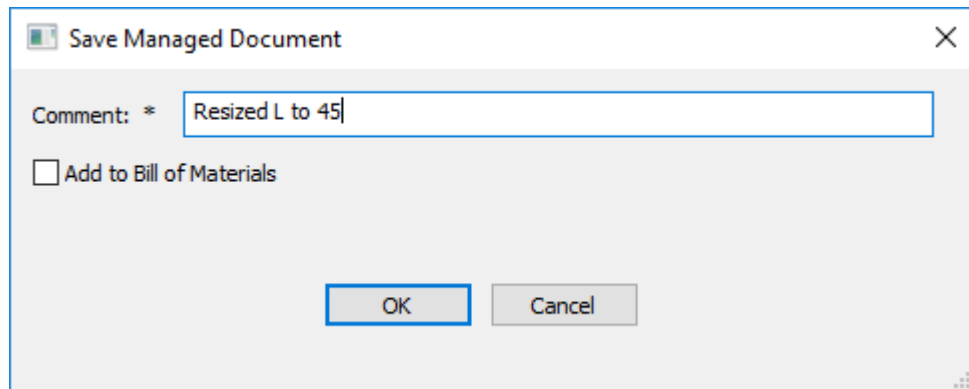 Save Managed Document
Comment: * Resized L to 45
Add to Bill of Materials
OK Cancel